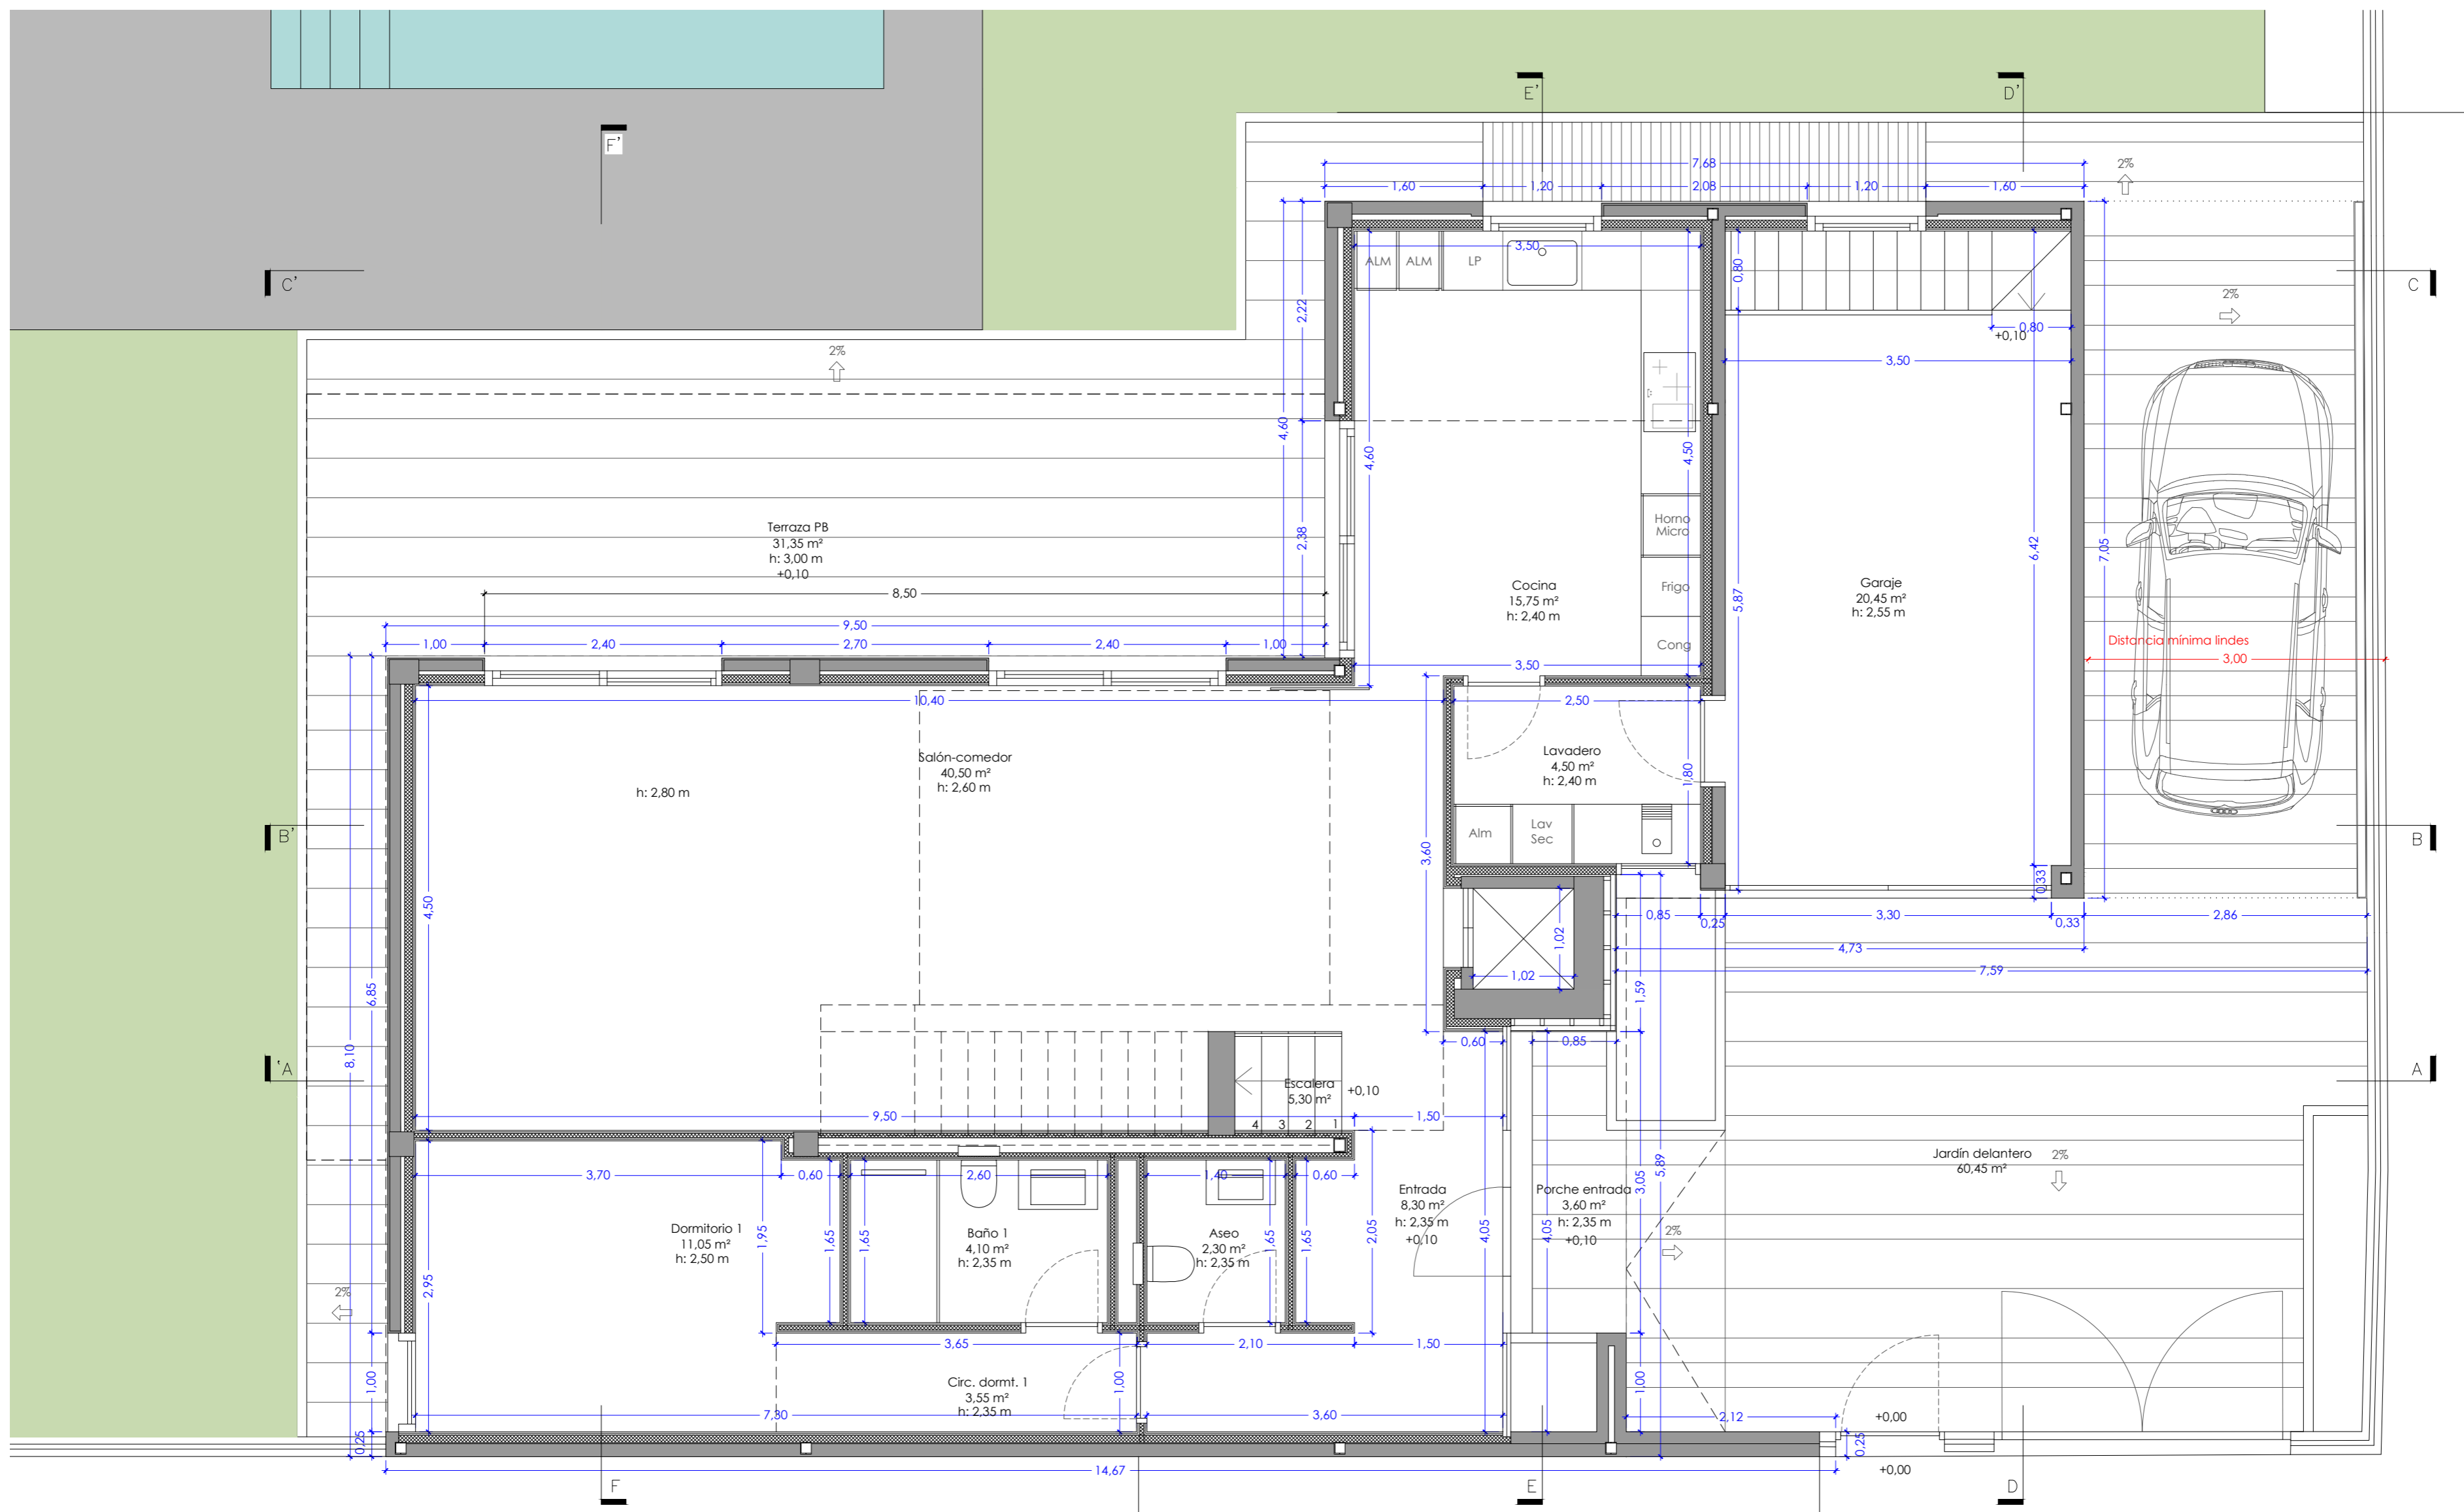 E'
D'
F'
7,68
2%
1,60
1,20
2,08
1,20
1,60
C'
C
3,50
ALM
ALM
LP
0,80
2%
2,22
0,80
+0,10
2%
3,50
4,60
4,60
4,50
Terraza PB
31,35 m²
h: 3,00 m
+0,10
2,38
Horno
Micro
6,42
7,05
Cocina
15,75 m²
h: 2,40 m
Frigo
5,87
Garaje
20,45 m²
h: 2,55 m
8,50
9,50
1,00
2,40
2,70
2,40
1,00
Cong
Distancia mínima lindes
3,00
3,50
10,40
2,50
Salón-comedor
40,50 m²
h: 2,60 m
h: 2,80 m
Lavadero
4,50 m²
h: 2,40 m
1,80
B'
B
Alm
Lav
Sec
3,60
0,33
4,50
0,85
0,25
3,30
0,33
2,86
1,02
4,73
1,02
7,59
6,85
1,59
8,10
0,60
0,85
'A
A
Escalera
5,30 m²
+0,10
9,50
1,50
4
3
2
1
3,70
0,60
2,60
1,40
0,60
Jardín delantero
60,45 m²
2%
5,89
3,05
Entrada
8,30 m²
h: 2,35 m
+0,10
Porche entrada
3,60 m²
h: 2,35 m
+0,10
Dormitorio 1
11,05 m²
h: 2,50 m
1,95
1,65
1,65
Baño 1
4,10 m²
h: 2,35 m
Aseo
2,30 m²
h: 2,35 m
1,65
1,65
2,05
4,05
4,05
2%
2,95
2%
3,65
2,10
1,50
1,00
Circ. dormt. 1
3,55 m²
h: 2,35 m
1,00
1,00
7,30
3,60
2,12
+0,00
0,25
0,25
14,67
+0,00
F
E
D